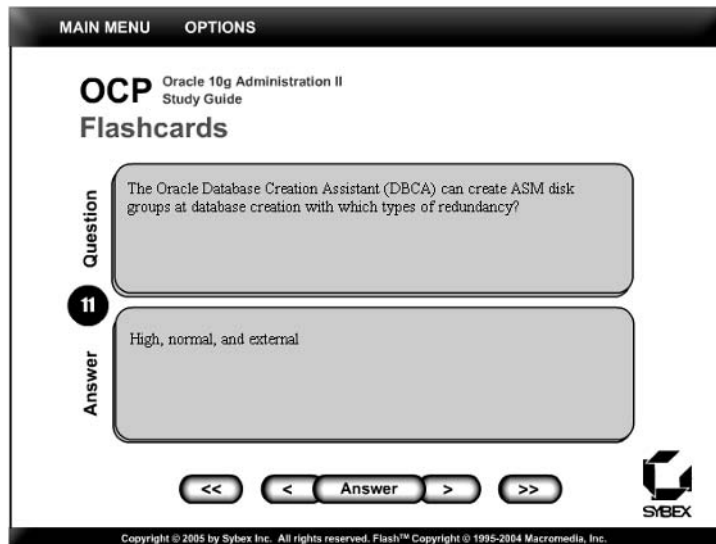 MAIN MENU OPTIONS
OCP Oracle 10g Administration II
Study Guide
Flashcards
Question
The Oracle Database Creation Assistant (DBCA) can create ASM disk
groups at database creation with which types of redundancy?
11
Answer
High, normal, and external
<< < Answer > >>
SYBEX
Copyright © 2005 by Sybex Inc. All rights reserved. Flash™ Copyright © 1995-2004 Macromedia, Inc.